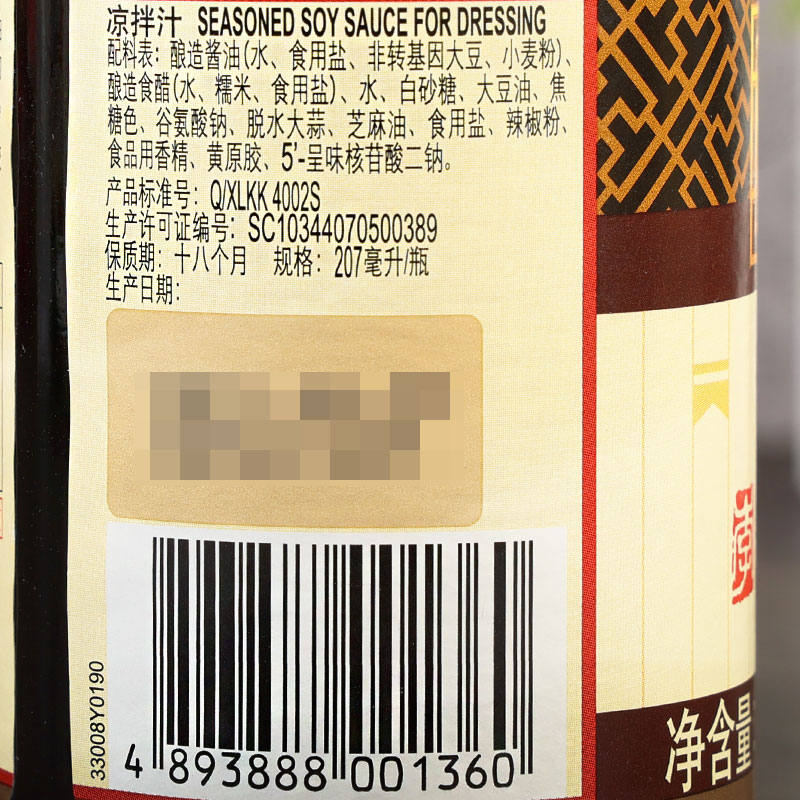 凉拌汁 SEASONED SOY SAUCE FOR DRESSING
配料表：酿造酱油(水、食用盐、非转基因大豆、小麦粉)、
酿造食醋(水、糯米、食用盐)、水、白砂糖、大豆油、焦
糖色、谷氨酸钠、脱水大蒜、芝麻油、食用盐、辣椒粉、
食品用香精、黄原胶、5’-呈味核苷酸二钠。
产品标准号：Q/XLKK 4002S
生产许可证编号：SC10344070500389
保质期：十八个月 规格：207毫升/瓶
生产日期：
33008Y0190
4 893888 001360
净含量